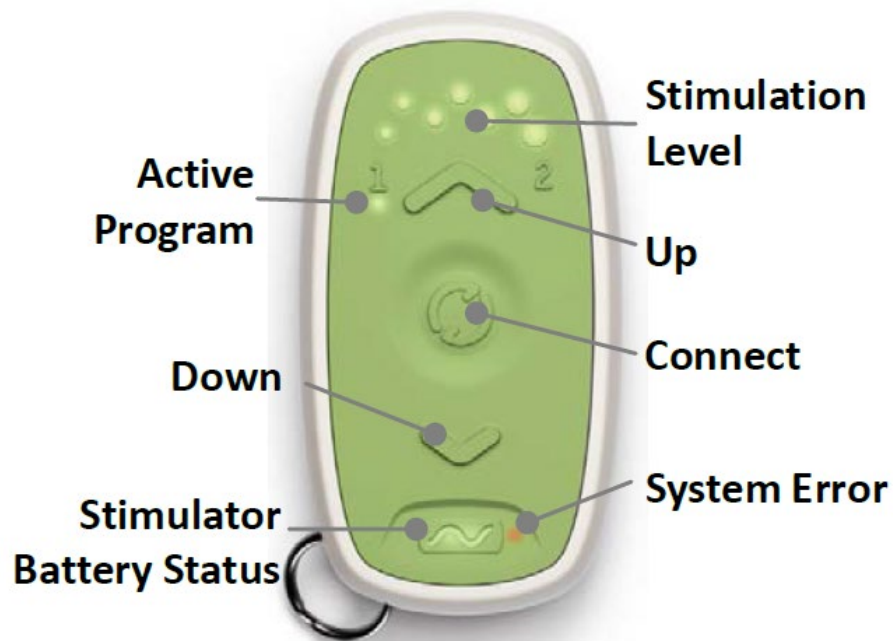 Stimulation
Level
Active
Program
1
2
Up
Connect
Down
System Error
Stimulator
Battery Status